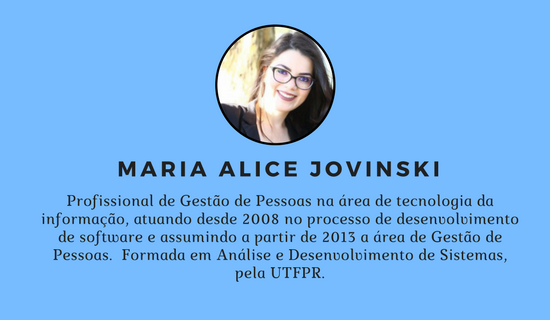 MARIA ALICE JOVINSKI
Profissional de Gestão de Pessoas na área de tecnologia da
informação, atuando desde 2008 no processo de desenvolvimento
de software e assumindo a partir de 2013 a área de Gestão de
Pessoas. Formada em Análise e Desenvolvimento de Sistemas,
pela UTFPR.